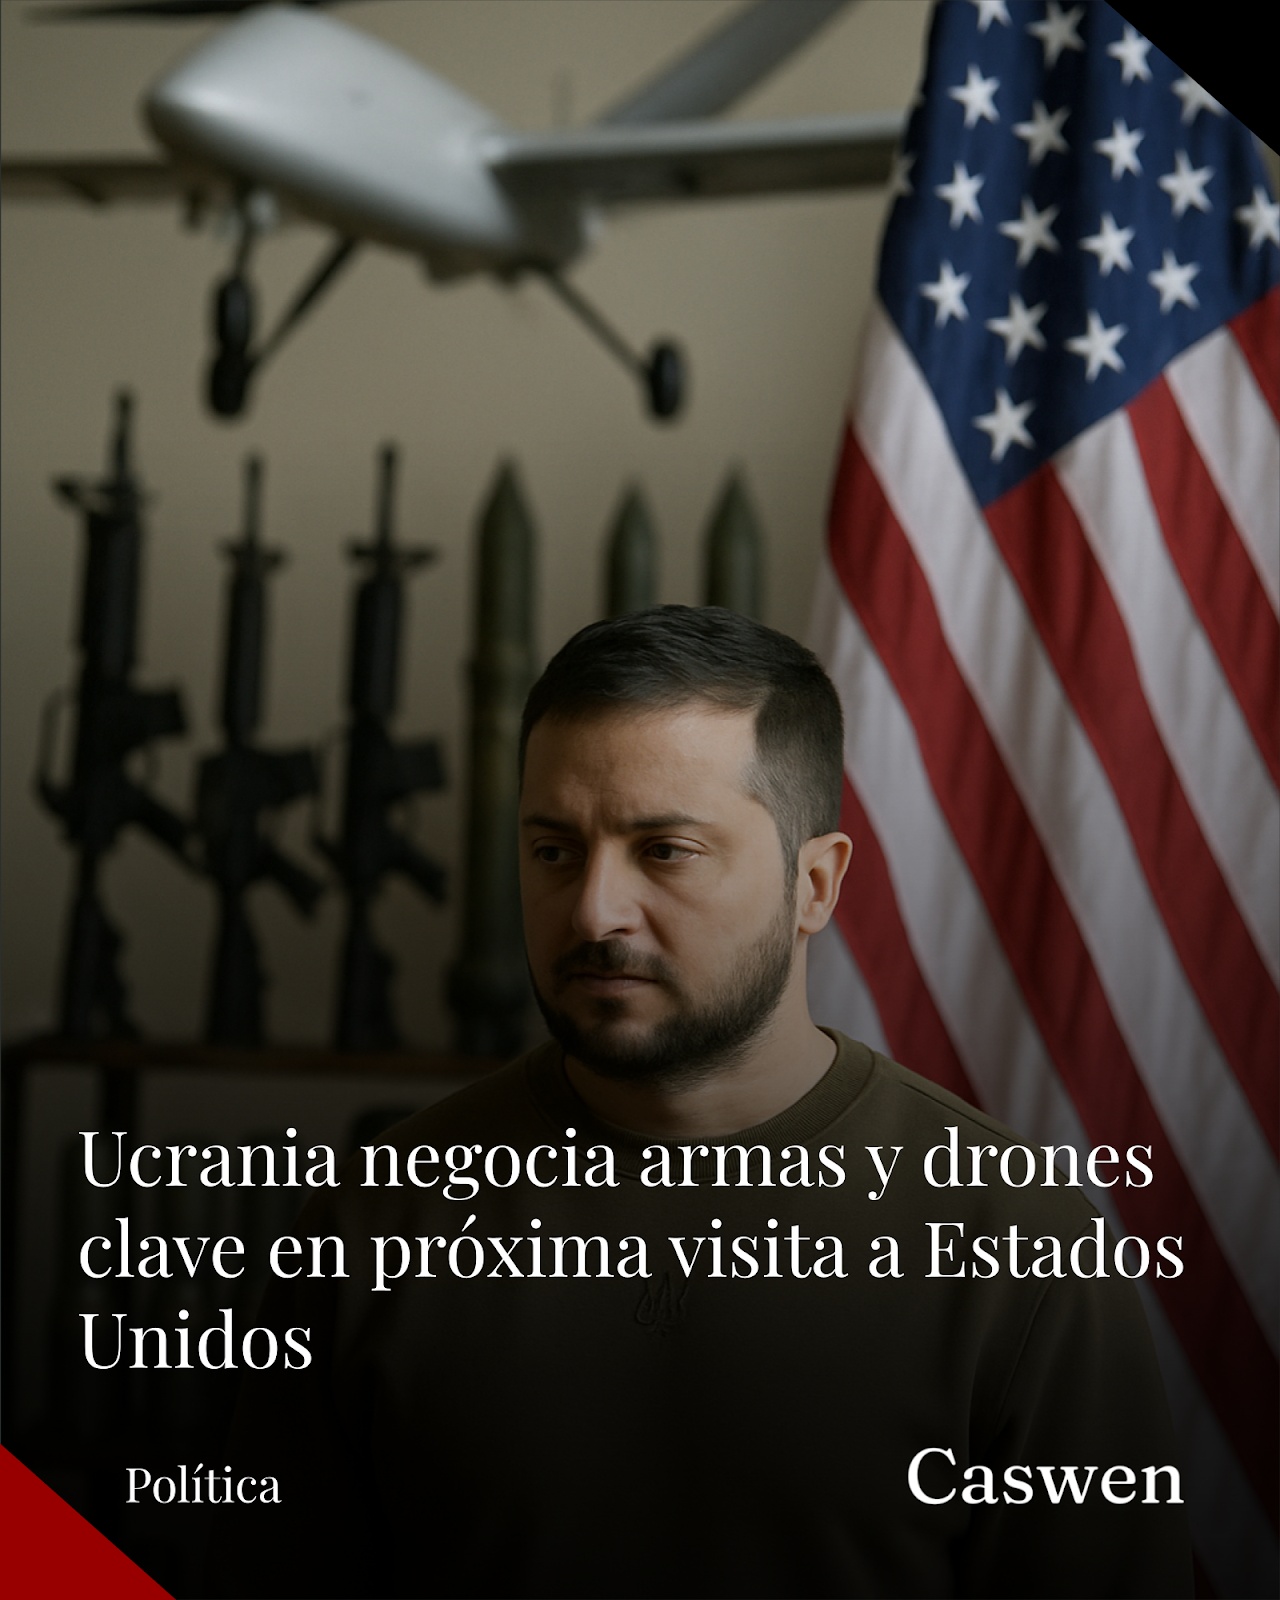 Ucrania negocia armas y drones
clave en próxima visita a Estados
Unidos
Política
Caswen